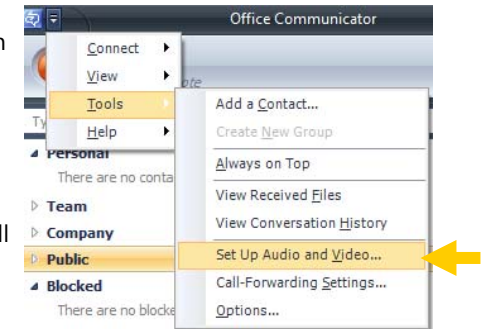 Office Communicator
Connect
View
Tools
Help
Add a Contact...
Create New Group
Always on Top
View Received Files
View Conversation History
Set Up Audio and Video...
Call-Forwarding Settings...
Options...
Personal
There are no conta
Team
Company
Public
Blocked
There are no blocke